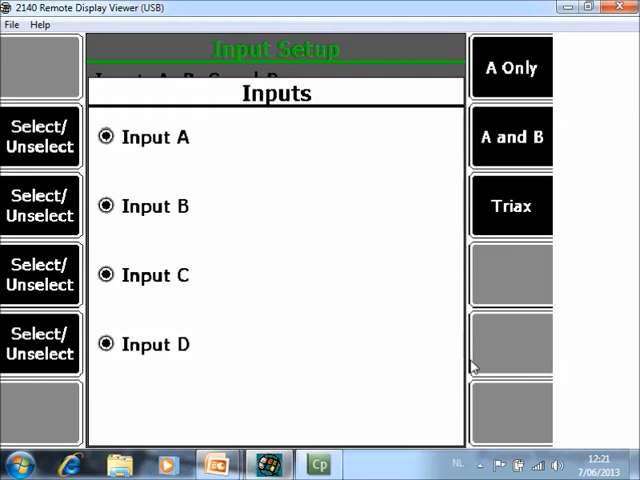 2140 Remote Display Viewer (USB)
File Help
Input Setup
Inputs
A Only
Select/
Unselect
Input A
A and B
Select/
Unselect
Input B
Triax
Select/
Unselect
Input C
Select/
Unselect
Input D
Cp
NL
12:21
7/06/2013